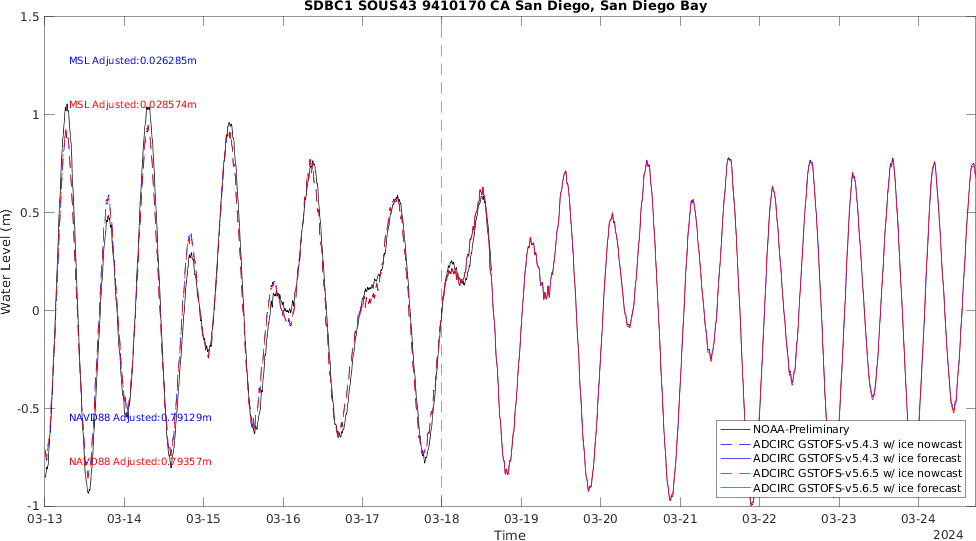 SDBC1 SOUS43 9410170 CA San Diego, San Diego Bay
1.5
MSL Adjusted:0.026285m
MSL Adjusted:0.028574m
1
0.5
Water Level (m)
0
-0.5
NAVD88 Adjusted:0.79129m
NAVD88 Adjusted:0.79357m
-1
NOAA-Preliminary
ADCIRC GSTOFS-v5.4.3 w/ ice nowcast
ADCIRC GSTOFS-v5.4.3 w/ ice forecast
ADCIRC GSTOFS-v5.6.5 w/ ice nowcast
ADCIRC GSTOFS-v5.6.5 w/ ice forecast
03-13 03-14 03-15 03-16 03-17 03-18 03-19 03-20 03-21 03-22 03-23 03-24
Time 2024